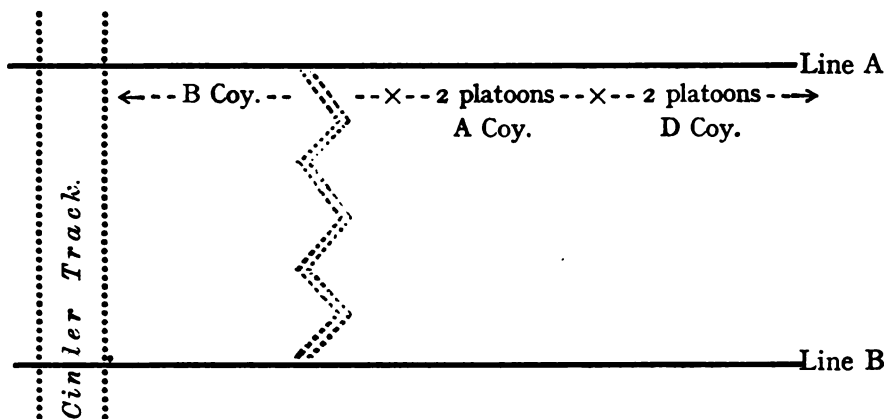 Line A
B Coy. 2 platoons 2 platoons
A Coy. D Coy.
Cinder Track.
Line B